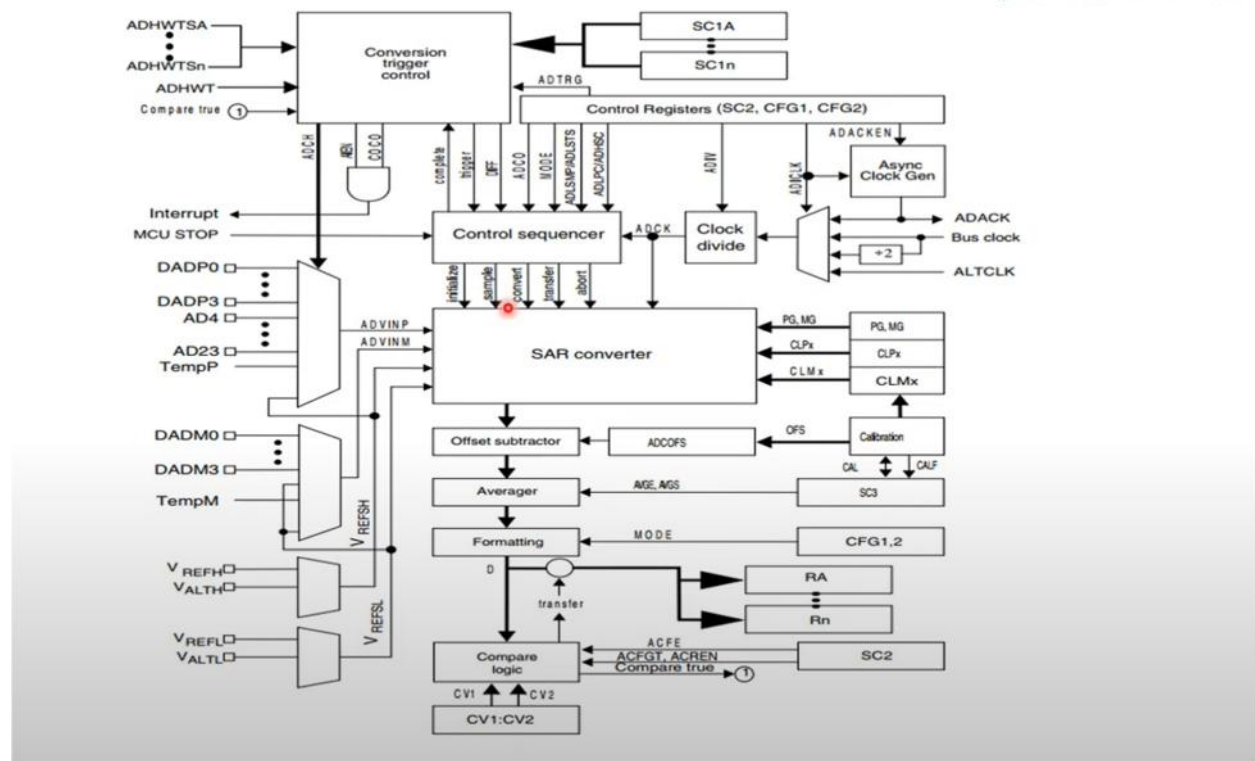 ADHWTSA
ADHWTSn
ADHWT
Compare true 1
Conversion
trigger
control
SC1A
SC1n
ADTRG
Control Registers (SC2, CFG1, CFG2)
ADACKEN
Async
Clock Gen
ADCH
AIEN
COCO
complete
trigger
DIFF
ADCO
MODE
ADLSMP/ADLSTS
ADLPC/ADHSC
ADIV
ADICLK
Interrupt
MCU STOP
Control sequencer
ADCK
Clock
divide
ADACK
Bus clock
÷2
ALTCLK
initialize
sample
convert
transfer
abort
DADP0
DADP3
AD4
AD23
TempP
ADVINP
ADVINM
SAR converter
PG, MG
PG, MG
CLPx
CLPx
CLMx
CLMx
DADM0
DADM3
TempM
Offset subtractor
ADCOFS
OFS
Calibration
CAL
CALF
Averager
AVGE, AVGS
SC3
VREFSH
Formatting
MODE
CFG1,2
VREFH
VALTH
D
transfer
RA
Rn
VREFSL
VREFL
VALTL
Compare
logic
ACFE
ACFGT, ACREN
Compare true 1
SC2
CV1
CV2
CV1:CV2